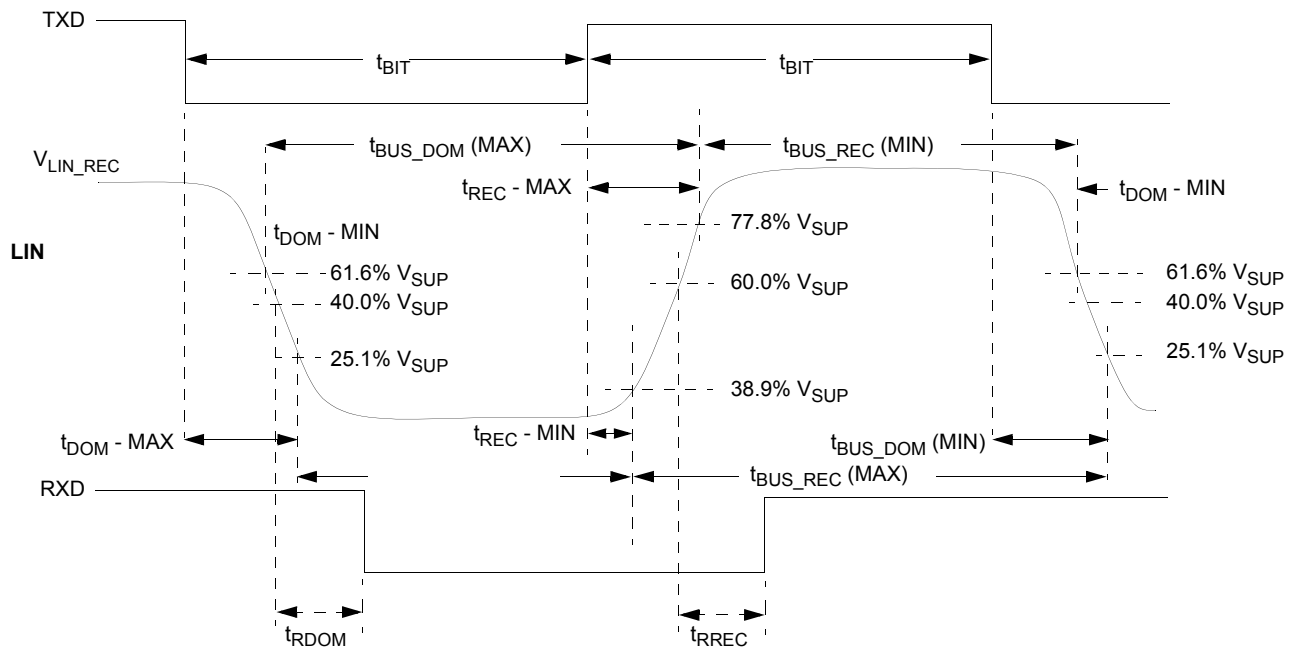 TXD
tBIT
tBIT
tBUS_DOM (MAX)
tBUS_REC (MIN)
VLIN_REC
tREC - MAX
tDOM - MIN
77.8% VSUP
tDOM - MIN
LIN
61.6% VSUP
60.0% VSUP
61.6% VSUP
40.0% VSUP
40.0% VSUP
25.1% VSUP
25.1% VSUP
38.9% VSUP
tDOM - MAX
tREC - MIN
tBUS_DOM (MIN)
tBUS_REC (MAX)
RXD
tRDOM
tRREC